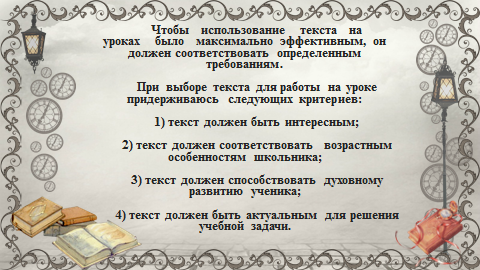 Чтобы использование текста на
уроках было максимально эффективным, он
должен соответствовать определенным
требованиям.
При выборе текста для работы на уроке
придерживаюсь следующих критериев:
1) текст должен быть интересным;
2) текст должен соответствовать возрастным
особенностям школьника;
3) текст должен способствовать духовному
развитию ученика;
4) текст должен быть актуальным для решения
учебной задачи.